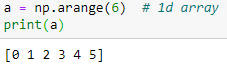 a = np.arange(6)  # 1d array
print(a)
[0 1 2 3 4 5]